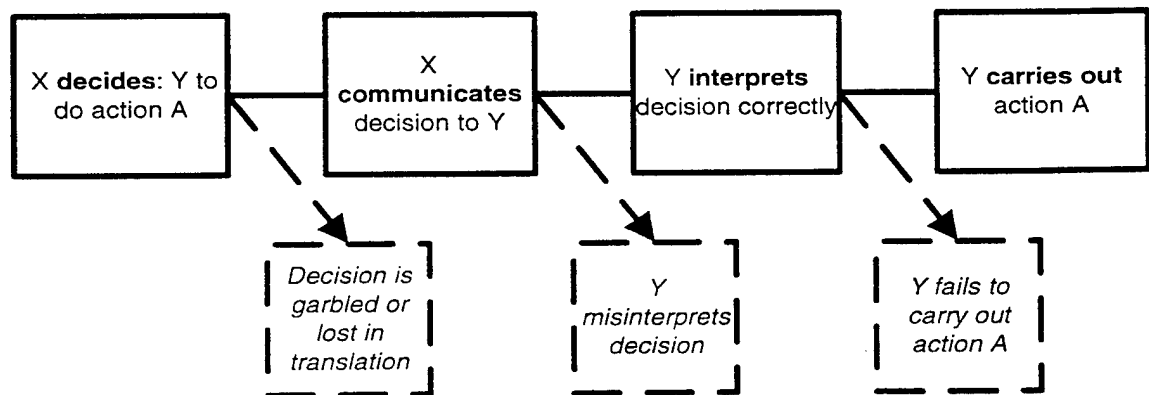 X decides: Y to
do action A
X
communicates
decision to Y
Y interprets
decision correctly
Y carries out
action A
Decision is
garbled or
lost in
translation
Y
misinterprets
decision
Y fails to
carry out
action A